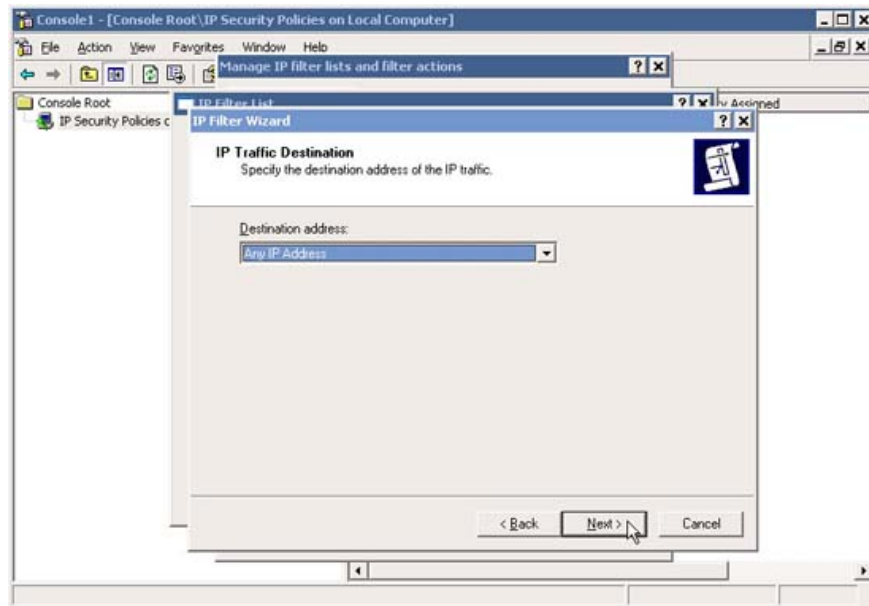 Console1 - [Console Root\IP Security Policies on Local Computer]
File Action View Favorites Window Help
Manage IP filter lists and filter actions
Console Root
IP Filter List
y Assigned
IP Security Policies c
IP Filter Wizard
IP Traffic Destination
Specify the destination address of the IP traffic.
Destination address:
Any IP Address
< Back
Next >
Cancel